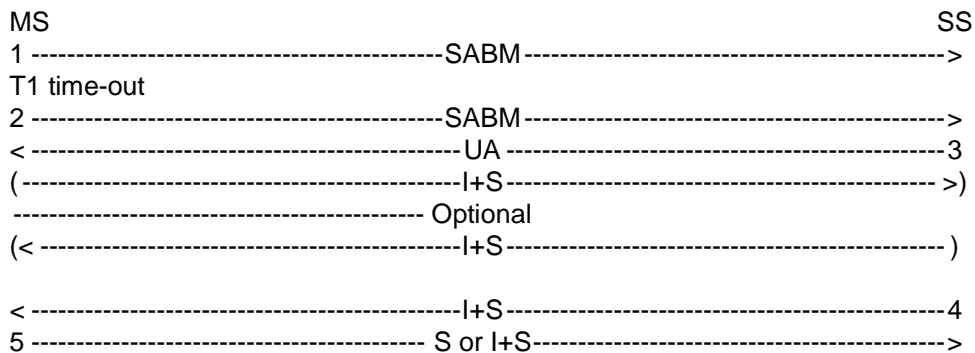 MS SS
1 ----------------------------------------------SABM-----------------------------------------------> 
T1 time-out
2 ----------------------------------------------SABM-----------------------------------------------> 
< ------------------------------------------------UA -------------------------------------------------3
( -------------------------------------------------I+S------------------------------------------------ >)
---------------------------------------------- Optional
(< -----------------------------------------------I+S------------------------------------------------- )
< ------------------------------------------------I+S-------------------------------------------------4
5 -------------------------------------------- S or I+S---------------------------------------------->